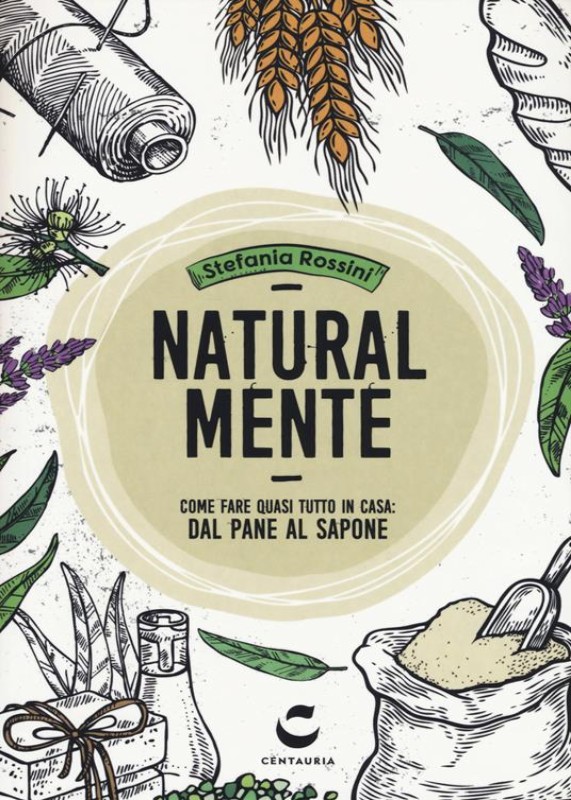 Stefania Rossini
NATURAL
MENTE
COME FARE QUASI TUTTO IN CASA:
DAL PANE AL SAPONE
CENTAURIA